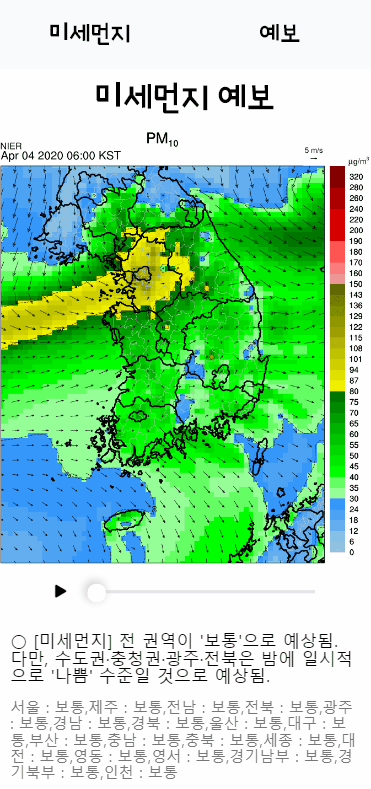 미세먼지 예보
미세먼지 예보
PM10
NIER
Apr 04 2020 06:00 KST
5 m/s
μg/m³
320
280
260
240
220
200
190
180
170
160
150
143
136
129
122
115
108
101
94
87
80
75
70
65
60
55
50
45
40
35
30
24
18
12
6
0
○ [미세먼지] 전 권역이 '보통'으로 예상됨.
다만, 수도권·충청권·광주·전북은 밤에 일시적
으로 '나쁨' 수준일 것으로 예상됨.
서울 : 보통,제주 : 보통,전남 : 보통,전북 : 보통,광주
: 보통,경남 : 보통,경북 : 보통,울산 : 보통,대구 : 보
통,부산 : 보통,충남 : 보통,충북 : 보통,세종 : 보통,대
전 : 보통,영동 : 보통,영서 : 보통,경기남부 : 보통,경
기북부 : 보통,인천 : 보통